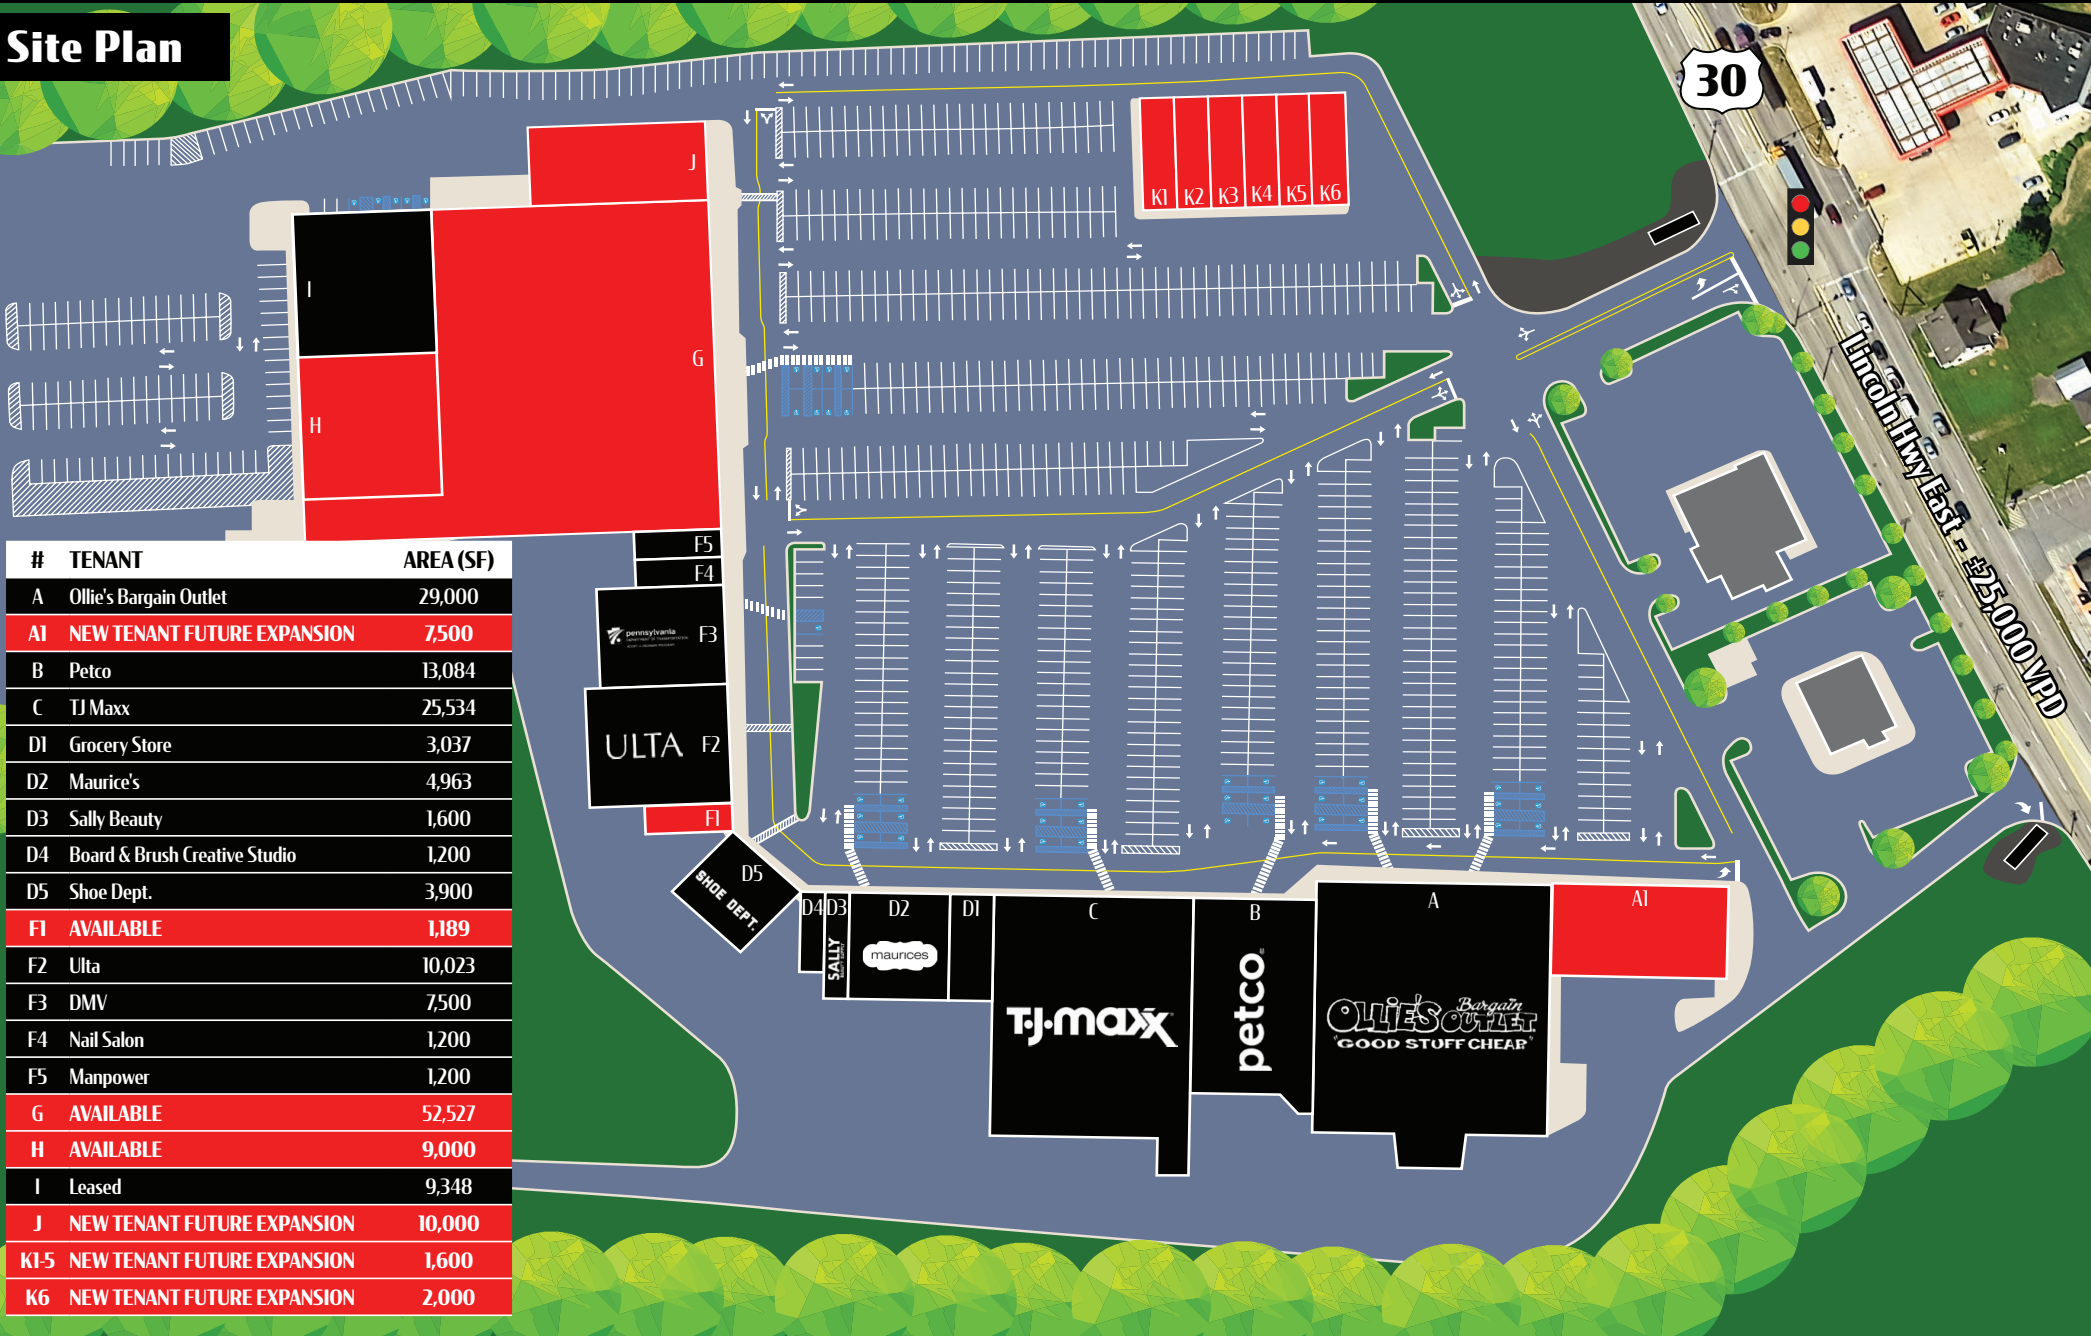 Site Plan
30
J
K1 K2 K3 K4 K5 K6
I
G
H
Lincoln Hwy East - ±25,000 VPD
F5
F4
pennsylvania
F3
ULTA F2
F1
D5
SHOE DEPT.
D4 D3 D2 D1 C B A A1
SALLY
maurices
T·J·maxx
petco
OLLIE'S Bargain OUTLET
"GOOD STUFF CHEAP"
# TENANT AREA (SF)
A Ollie's Bargain Outlet 29,000
A1 NEW TENANT FUTURE EXPANSION 7,500
B Petco 13,084
C TJ Maxx 25,534
D1 Grocery Store 3,037
D2 Maurice's 4,963
D3 Sally Beauty 1,600
D4 Board & Brush Creative Studio 1,200
D5 Shoe Dept. 3,900
F1 AVAILABLE 1,189
F2 Ulta 10,023
F3 DMV 7,500
F4 Nail Salon 1,200
F5 Manpower 1,200
G AVAILABLE 52,527
H AVAILABLE 9,000
I Leased 9,348
J NEW TENANT FUTURE EXPANSION 10,000
K1-5 NEW TENANT FUTURE EXPANSION 1,600
K6 NEW TENANT FUTURE EXPANSION 2,000